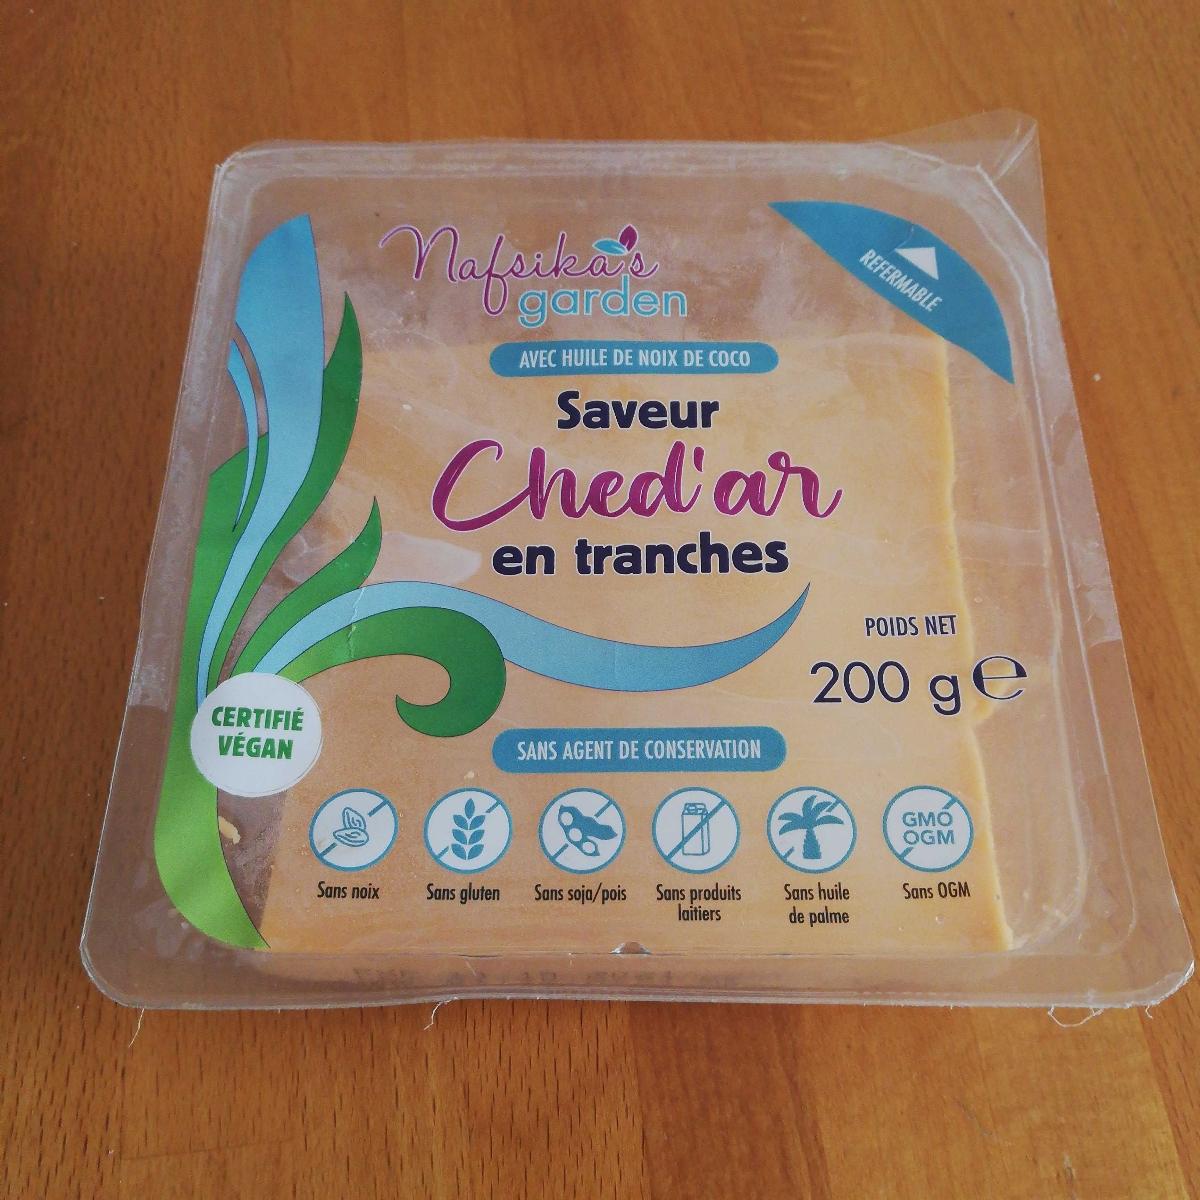 Nafsika's
garden
REFERMABLE
AVEC HUILE DE NOIX DE COCO
Saveur
Ched'ar
en tranches
POIDS NET
200 g e
CERTIFIÉ
VÉGAN
SANS AGENT DE CONSERVATION
GMO
OGM
Sans noix
Sans gluten
Sans soja/pois
Sans produits
laitiers
Sans huile
de palme
Sans OGM